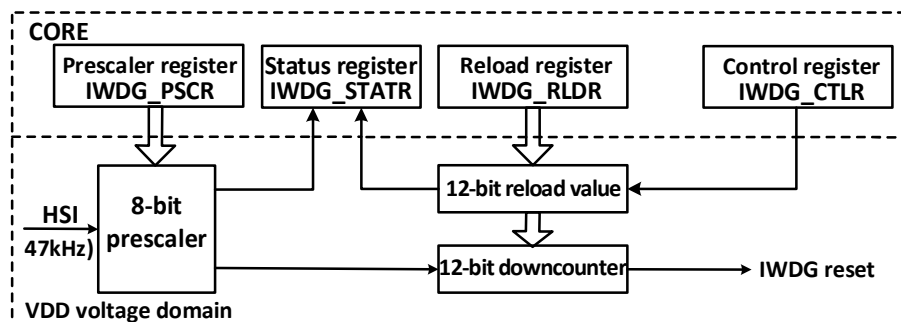 CORE
Prescaler register
IWDG_PSCR
Status register
IWDG_STATR
Reload register
IWDG_RLDR
Control register
IWDG_CTLR
8-bit
prescaler
12-bit reload value
HSI
47kHz)
12-bit downcounter
IWDG reset
VDD voltage domain